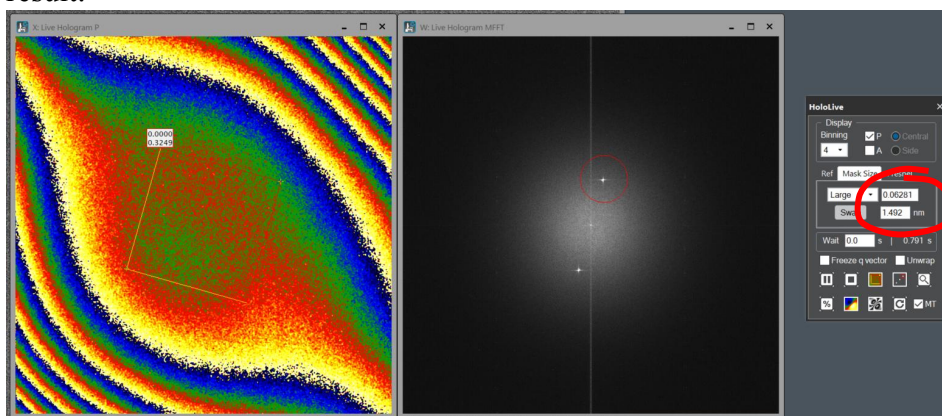 result.
X: Live Hologram P
0.0000
0.3249
W: Live Hologram MFFT
HoloLive
Display
Binning
P
Central
4
A
Side
Ref Mask Size
Large 0.06281
1.492 nm
Wait 0.0 s | 0.791 s
Freeze q vector Unwrap
%
C
MT